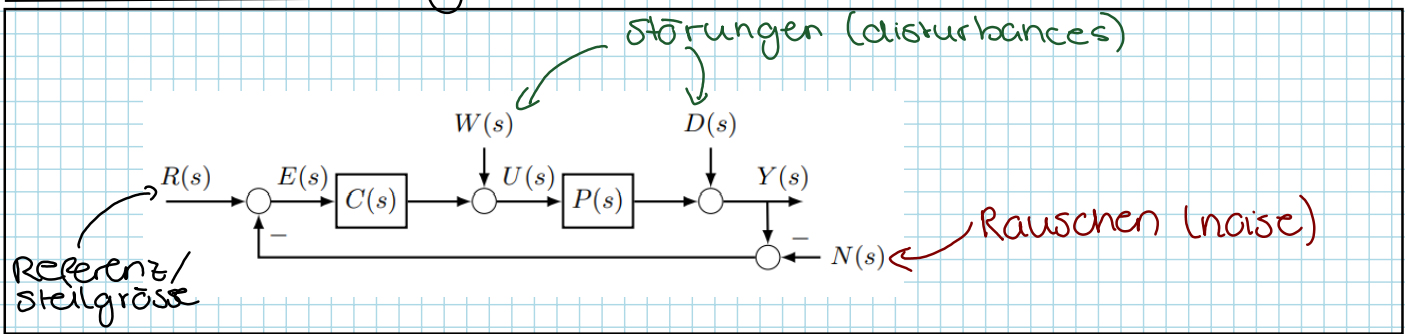 Störungen (disturbances)
W(s)
D(s)
R(s)
E(s)
C(s)
U(s)
P(s)
Y(s)
−
−
N(s)
Rauschen (noise)
Referenz/
Stellgrösse